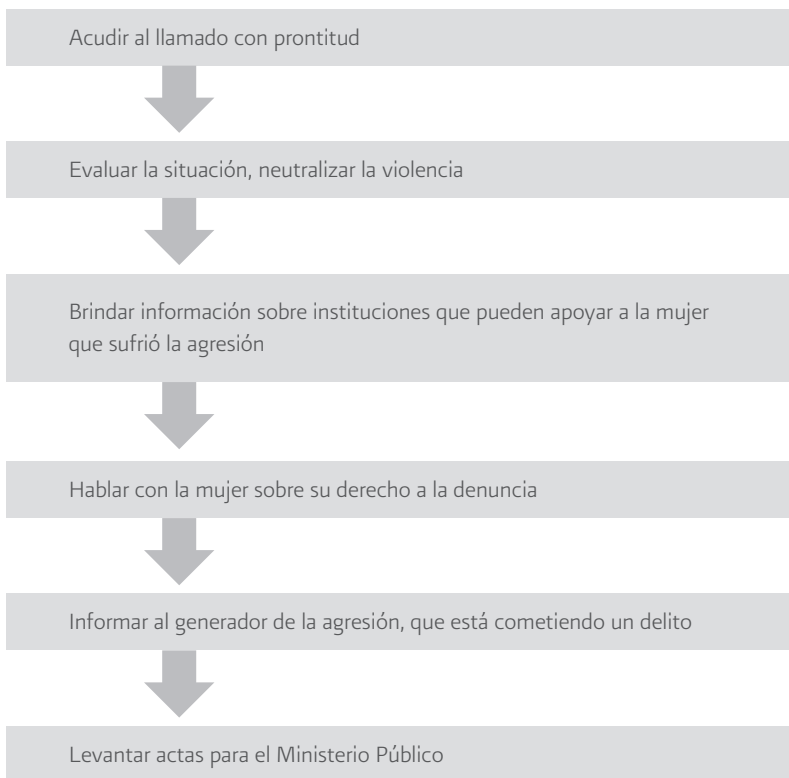 Acudir al llamado con prontitud
Evaluar la situación, neutralizar la violencia
Brindar información sobre instituciones que pueden apoyar a la mujer
que sufrió la agresión
Hablar con la mujer sobre su derecho a la denuncia
Informar al generador de la agresión, que está cometiendo un delito
Levantar actas para el Ministerio Público